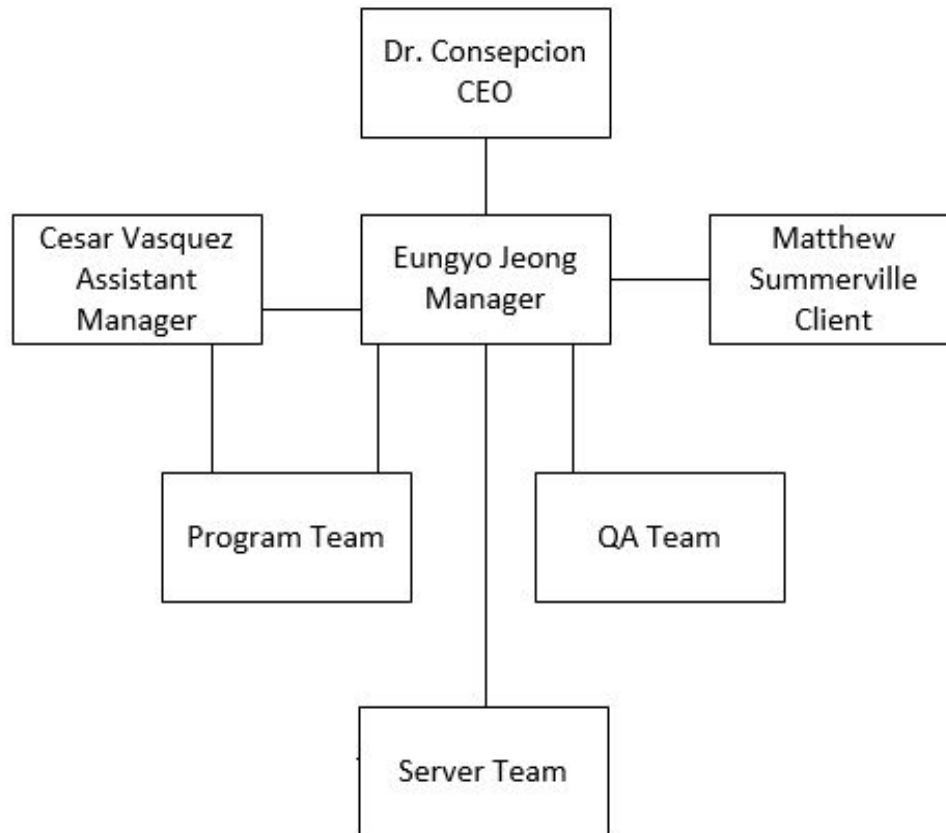 Dr. Consepcion
CEO
Cesar Vasquez
Assistant
Manager
Eungyo Jeong
Manager
Matthew
Summerville
Client
Program Team
QA Team
Server Team